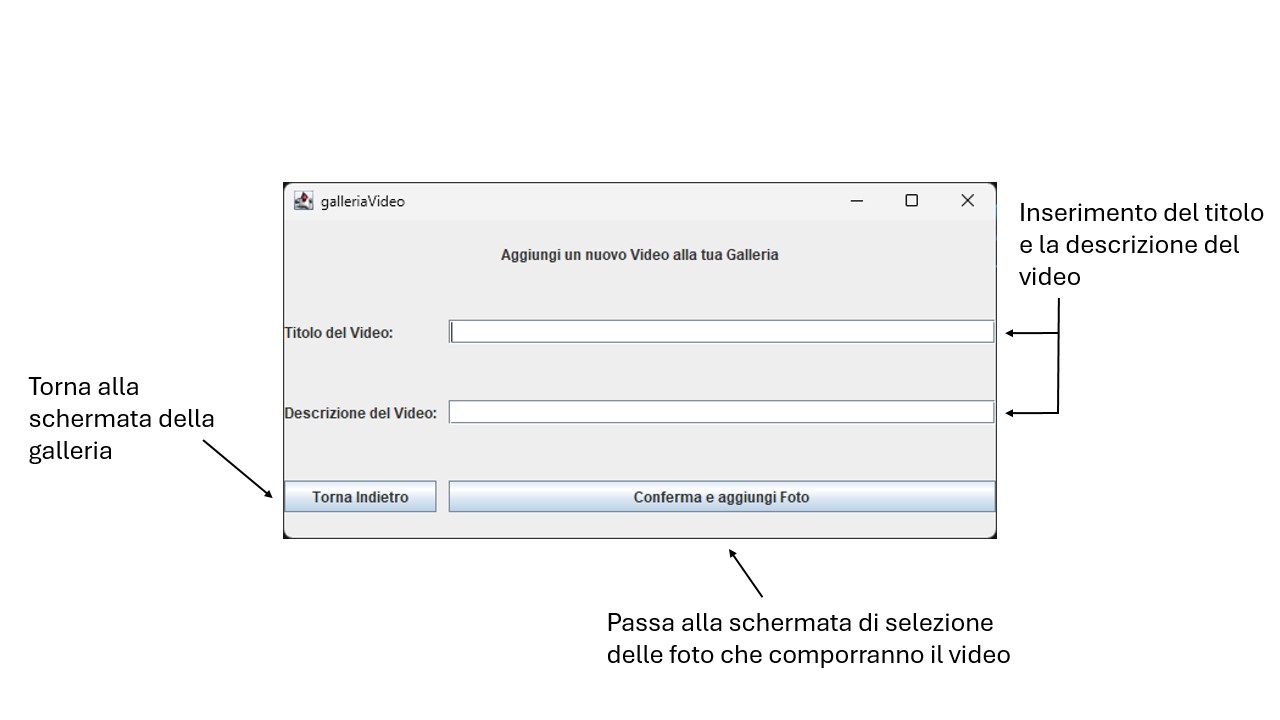 galleriaVideo
Aggiungi un nuovo Video alla tua Galleria
Inserimento del titolo
e la descrizione del
video
Titolo del Video:
Torna alla
schermata della
galleria
Descrizione del Video:
Torna Indietro
Conferma e aggiungi Foto
Passa alla schermata di selezione
delle foto che comporranno il video